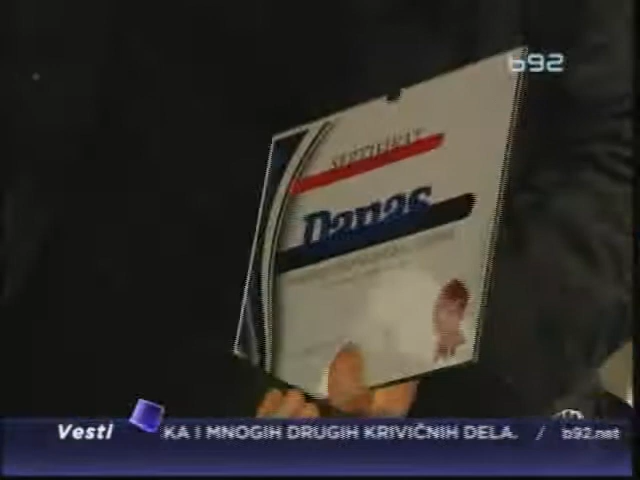 b92
SERTIFIKAT
Danas
Vesti
KA I MNOGIH DRUGIH KRIVIČNIH DELA. / b92.net